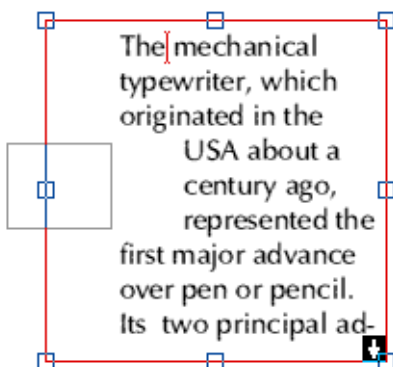 The mechanical
typewriter, which
originated in the
USA about a
century ago,
represented the
first major advance
over pen or pencil.
Its  two principal ad-